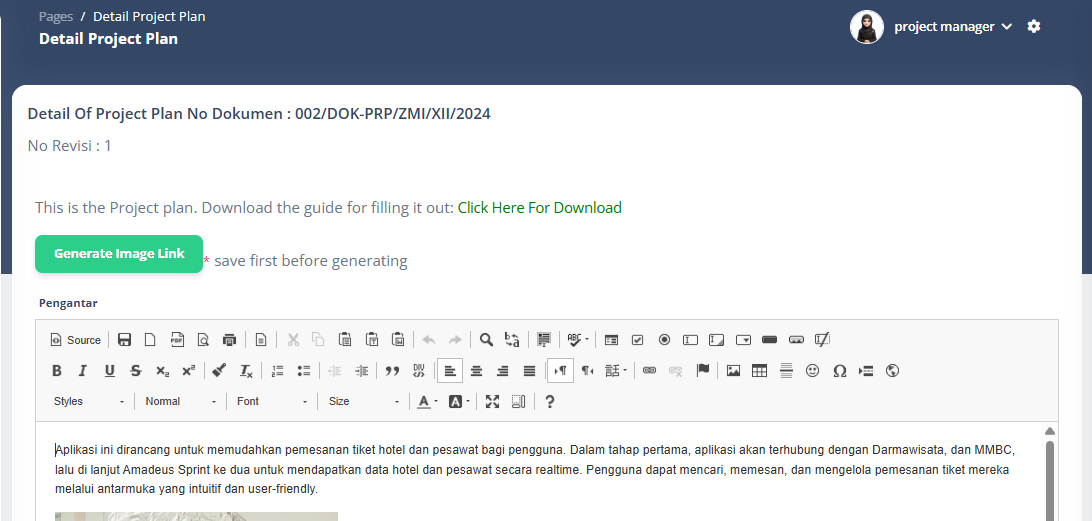 Pages / Detail Project Plan
Detail Project Plan
project manager
Detail Of Project Plan No Dokumen : 002/DOK-PRP/ZMI/XII/2024
No Revisi : 1
This is the Project plan. Download the guide for filling it out: Click Here For Download
Generate Image Link
* save first before generating
Pengantar
Source
Styles
Normal
Font
Size
Aplikasi ini dirancang untuk memudahkan pemesanan tiket hotel dan pesawat bagi pengguna. Dalam tahap pertama, aplikasi akan terhubung dengan Darmawisata, dan MMBC,
lalu di lanjut Amadeus Sprint ke dua untuk mendapatkan data hotel dan pesawat secara realtime. Pengguna dapat mencari, memesan, dan mengelola pemesanan tiket mereka
melalui antarmuka yang intuitif dan user-friendly.